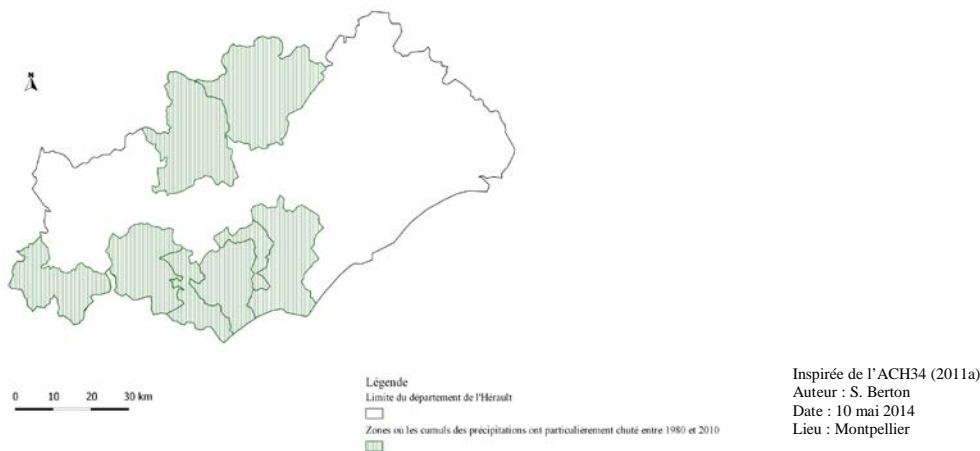 N
0 10 20 30 km
Légende
Limite du département de l'Hérault
Zones où les cumuls des précipitations ont particulièrement chuté entre 1980 et 2010
Inspirée de l'ACH34 (2011a)
Auteur : S. Berton
Date : 10 mai 2014
Lieu : Montpellier